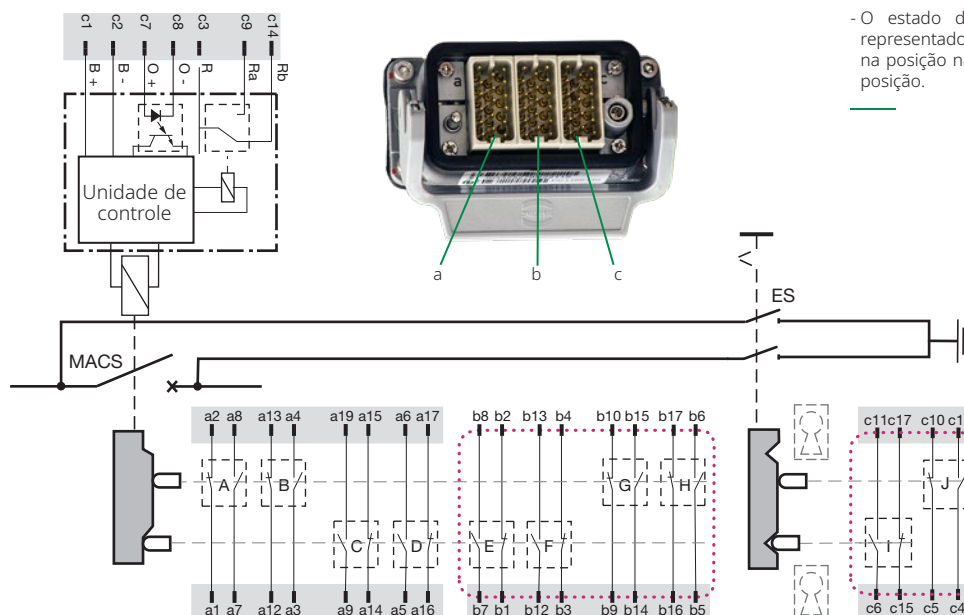 c1 c2 c7 c8 c3 c9 c14
B + B - O + O - R Ra Rb
Unidade de
controle
a b c
- O estado d
representado
na posição na
posição.
ES
MACS
a2 a8 a13 a4 a19 a15 a6 a17 b8 b2 b13 b4 b10 b15 b17 b6 c11 c17 c10 c1
A B G H J
C D E F I
a1 a7 a12 a3 a9 a14 a5 a16 b7 b1 b12 b3 b9 b14 b16 b5 c6 c15 c5 c4